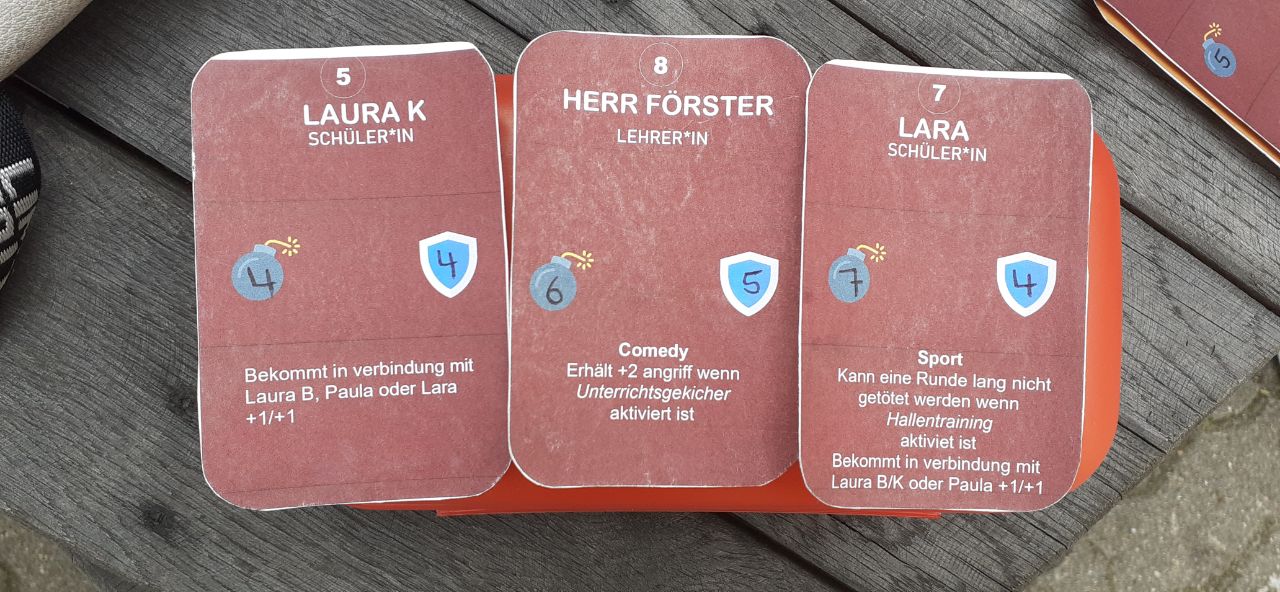 5
LAURA K
SCHÜLER*IN
4
4
Bekommt in verbindung mit
Laura B, Paula oder Lara
+1/+1
8
HERR FÖRSTER
LEHRER*IN
6
5
Comedy
Erhält +2 angriff wenn
Unterrichtsgekicher
aktiviert ist
7
LARA
SCHÜLER*IN
7
4
Sport
Kann eine Runde lang nicht
getötet werden wenn
Hallentraining
aktiviet ist
Bekommt in verbindung mit
Laura B/K oder Paula +1/+1
5